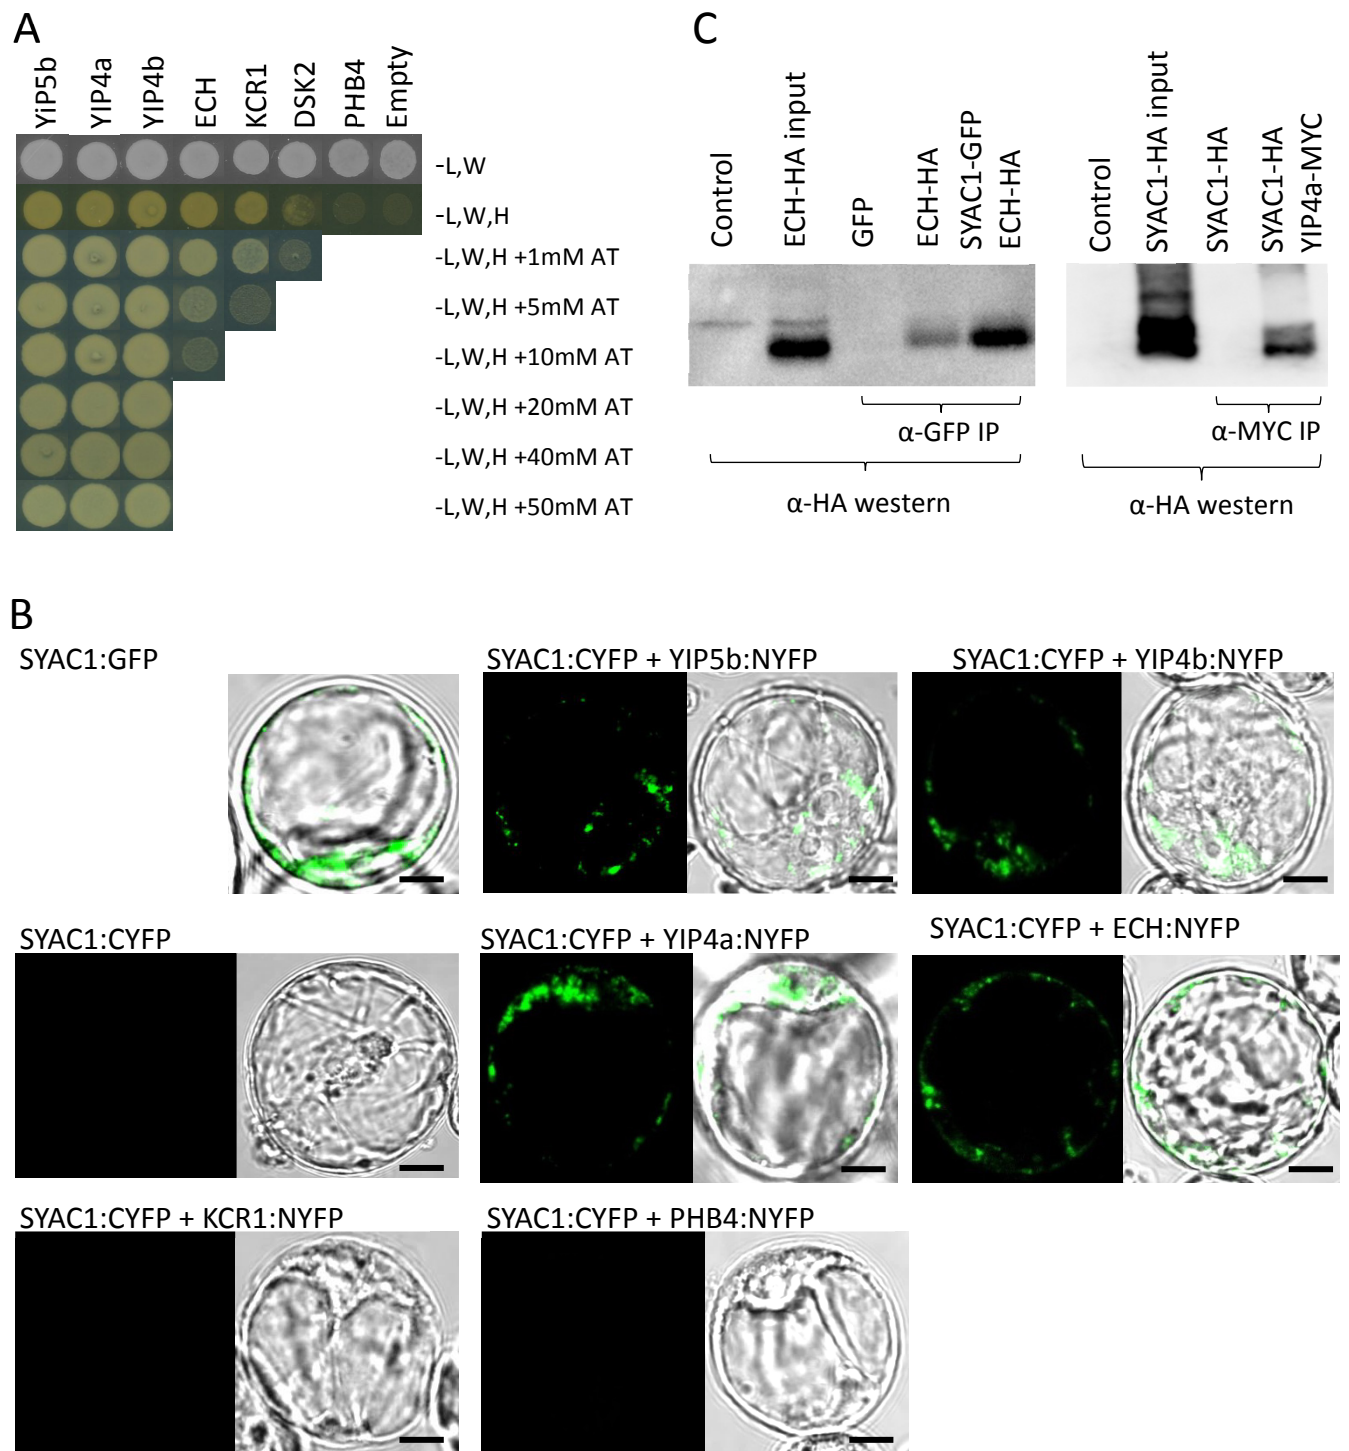 A
YiP5b
YIP4a
YIP4b
ECH
KCR1
DSK2
PHB4
Empty
-L,W
-L,W,H
-L,W,H +1mM AT
-L,W,H +5mM AT
-L,W,H +10mM AT
-L,W,H +20mM AT
-L,W,H +40mM AT
-L,W,H +50mM AT
C
Control
ECH-HA input
GFP
ECH-HA
SYAC1-GFP
ECH-HA
α-GFP IP
α-HA western
Control
SYAC1-HA input
SYAC1-HA
SYAC1-HA
YIP4a-MYC
α-MYC IP
α-HA western
B
SYAC1:GFP
SYAC1:CYFP + YIP5b:NYFP
SYAC1:CYFP + YIP4b:NYFP
SYAC1:CYFP
SYAC1:CYFP + YIP4a:NYFP
SYAC1:CYFP + ECH:NYFP
SYAC1:CYFP + KCR1:NYFP
SYAC1:CYFP + PHB4:NYFP